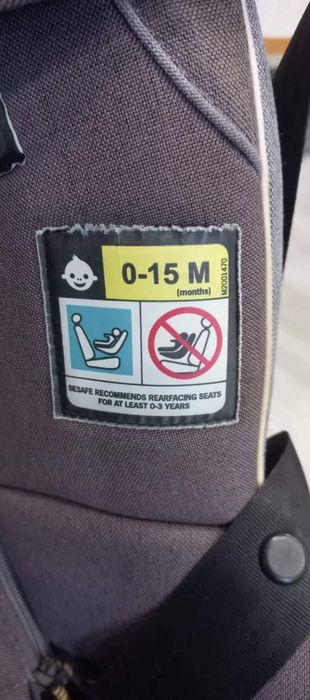 0-15 M
(months)
M2001470
BESAFE RECOMMENDS REARFACING SEATS
FOR AT LEAST 0-3 YEARS